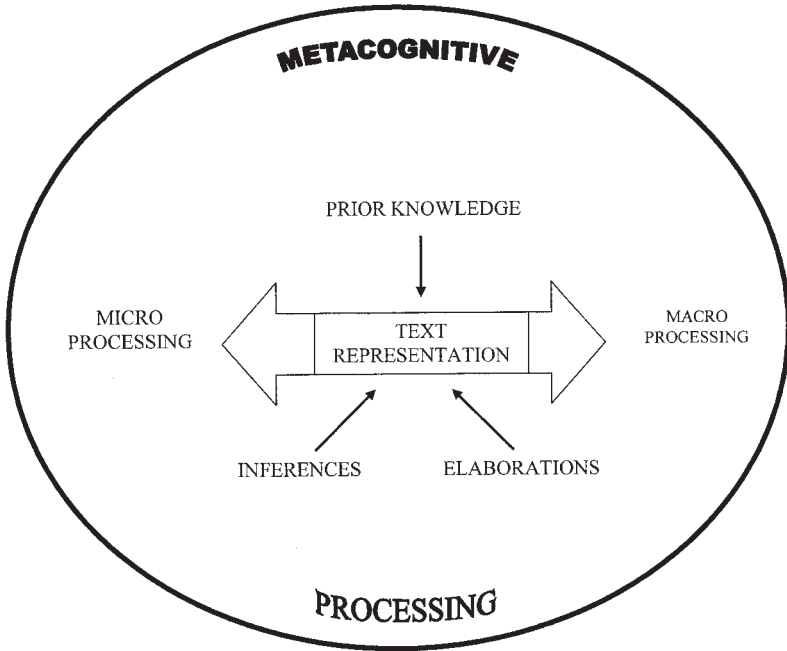 METACOGNITIVE
PRIOR KNOWLEDGE
MICRO
PROCESSING
TEXT
REPRESENTATION
MACRO
PROCESSING
INFERENCES
ELABORATIONS
PROCESSING